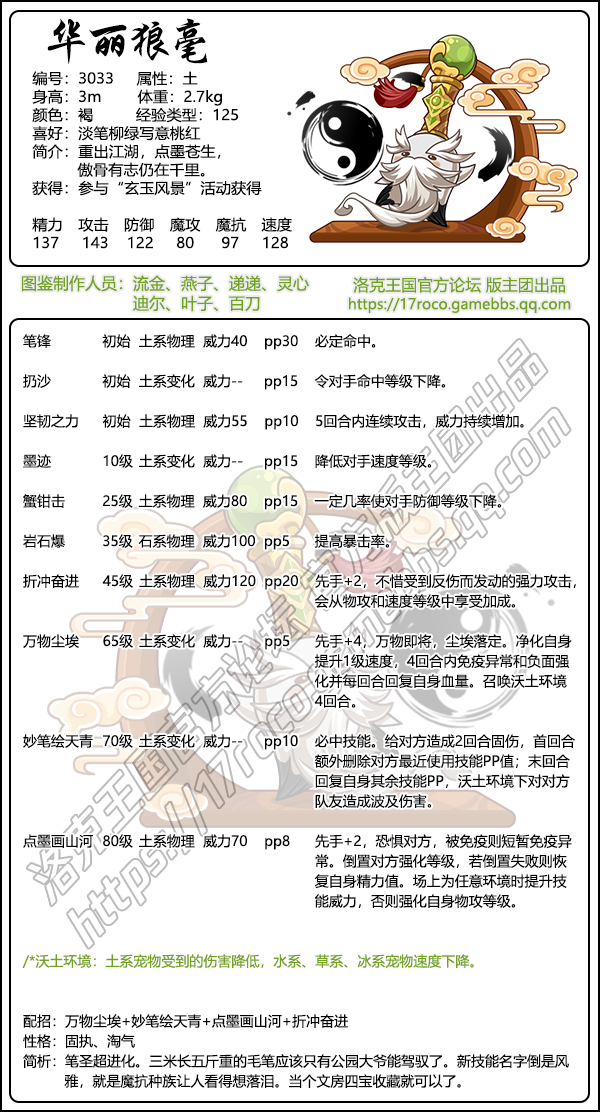 华丽狼毫
编号：3033 属性：土
身高：3m 体重：2.7kg
颜色：褐 经验类型：125
喜好：淡笔柳绿写意桃红
简介：重出江湖，点墨苍生，
傲骨有志仍在千里。
获得：参与“玄玉风景”活动获得
精力 攻击 防御 魔攻 魔抗 速度
137 143 122 80 97 128
图鉴制作人员：流金、燕子、递递、灵心
迪尔、叶子、百刀
洛克王国官方论坛 版主团出品
https://17roco.gamebbs.qq.com
笔锋 初始 土系物理 威力40 pp30 必定命中。
扔沙 初始 土系变化 威力-- pp15 令对手命中等级下降。
坚韧之力 初始 土系物理 威力55 pp10 5回合内连续攻击，威力持续增加。
墨迹 10级 土系变化 威力-- pp15 降低对手速度等级。
蟹钳击 25级 土系物理 威力80 pp15 一定几率使对手防御等级下降。
岩石爆 35级 石系物理 威力100 pp5 提高暴击率。
折冲奋进 45级 土系物理 威力120 pp20 先手+2，不惜受到反伤而发动的强力攻击，
会从物攻和速度等级中享受加成。
万物尘埃 65级 土系变化 威力-- pp5 先手+4，万物即将，尘埃落定。净化自身
提升1级速度，4回合内免疫异常和负面强
化并每回合回复自身血量。召唤沃土环境
4回合。
妙笔绘天青 70级 土系变化 威力-- pp10 必中技能。给对方造成2回合固伤，首回合
额外删除对方最近使用技能PP值；末回合
回复自身其余技能PP，沃土环境下对对方
队友造成波及伤害。
点墨画山河 80级 土系物理 威力70 pp8 先手+2，恐惧对方，被免疫则短暂免疫异
常。倒置对方强化等级，若倒置失败则恢
复自身精力值。场上为任意环境时提升技
能威力，否则强化自身物攻等级。
/*沃土环境：土系宠物受到的伤害降低，水系、草系、冰系宠物速度下降。
配招：万物尘埃+妙笔绘天青+点墨画山河+折冲奋进
性格：固执、淘气
简析：笔圣超进化。三米长五斤重的毛笔应该只有公园大爷能驾驭了。新技能名字倒是风
雅，就是魔抗种族让人看得想落泪。当个文房四宝收藏就可以了。
洛克王国官方论坛 版主团出品
https://17roco.gamebbs.qq.com